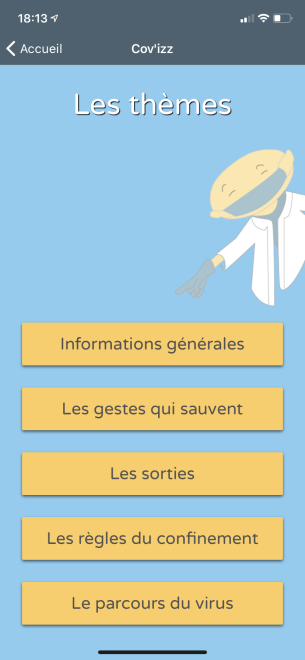 18:13
Accueil
Cov'izz
Les thèmes
Informations générales
Les gestes qui sauvent
Les sorties
Les règles du confinement
Le parcours du virus